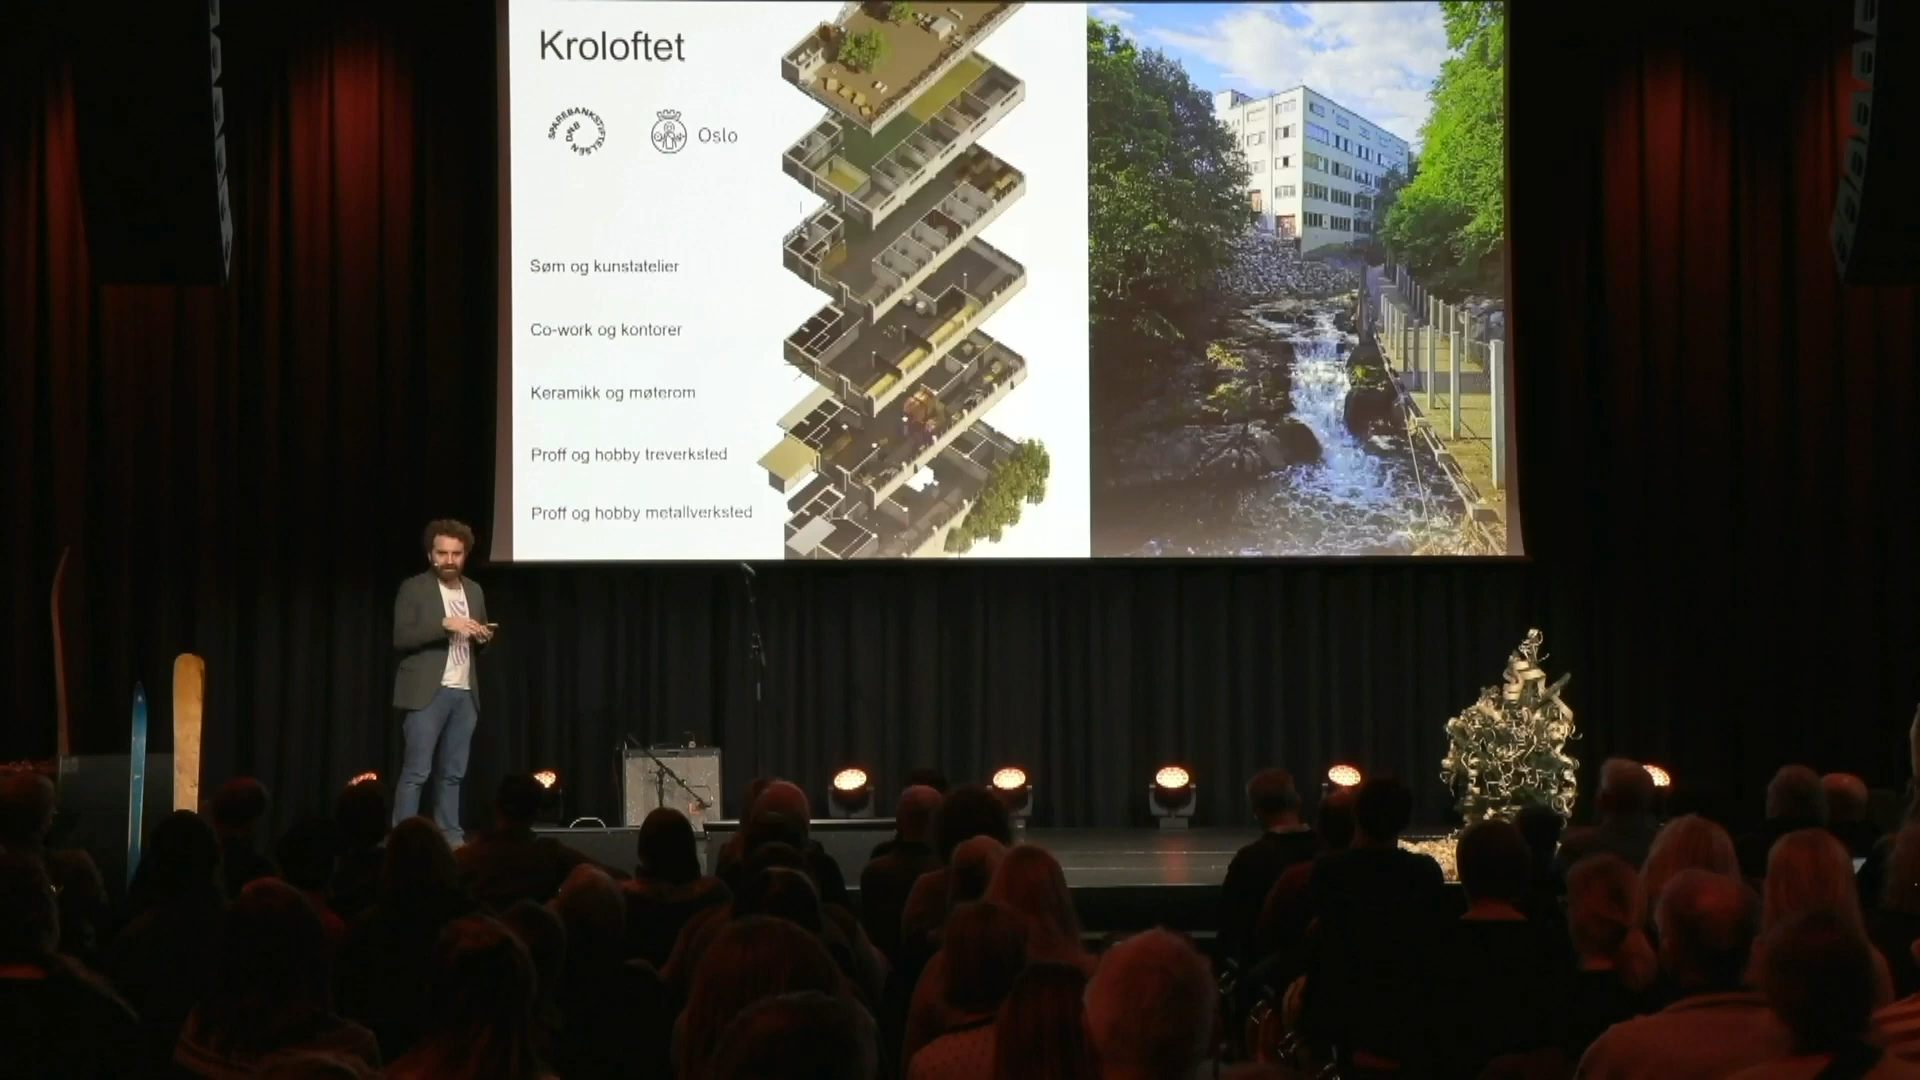 Kroloftet
SPAREBANKSTIFTELSEN DNB
Oslo
Søm og kunstatelier
Co-work og kontorer
Keramikk og møterom
Proff og hobby treverksted
Proff og hobby metallverksted